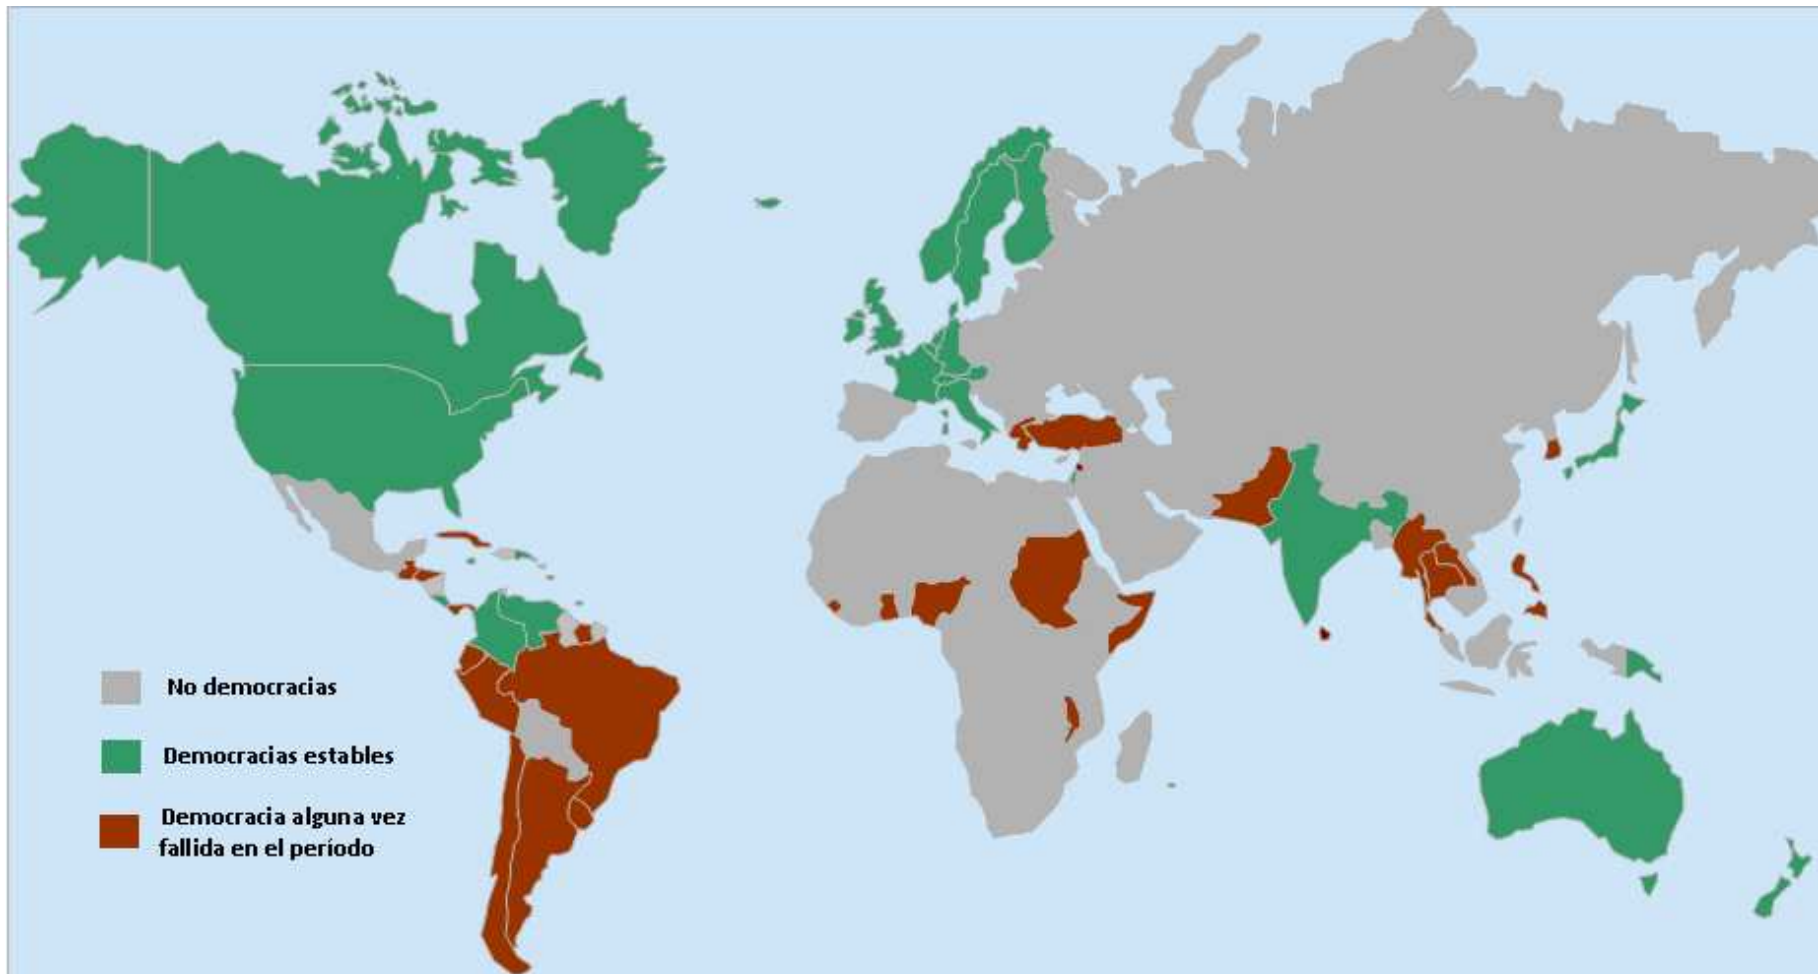 No democracias
Democracias estables
Democracia alguna vez
fallida en el período